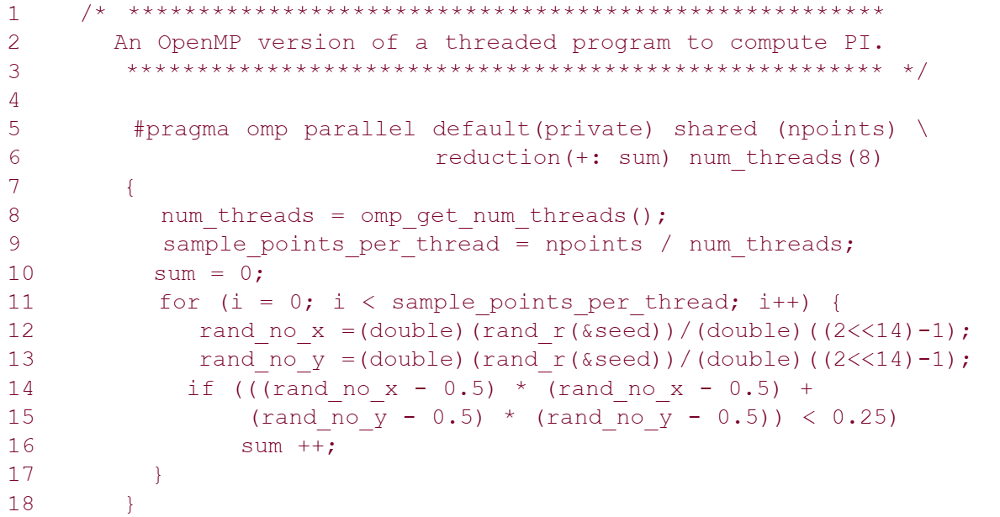 1 /* ******************************************************
2 An OpenMP version of a threaded program to compute PI.
3 ****************************************************** */
4
5 #pragma omp parallel default(private) shared (npoints) \
6 reduction(+: sum) num_threads(8)
7 {
8 num_threads = omp_get_num_threads();
9 sample_points_per_thread = npoints / num_threads;
10 sum = 0;
11 for (i = 0; i < sample_points_per_thread; i++) {
12 rand_no_x =(double)(rand_r(&seed))/(double)((2<<14)-1);
13 rand_no_y =(double)(rand_r(&seed))/(double)((2<<14)-1);
14 if (((rand_no_x - 0.5) * (rand_no_x - 0.5) +
15 (rand_no_y - 0.5) * (rand_no_y - 0.5)) < 0.25)
16 sum ++;
17 }
18 }